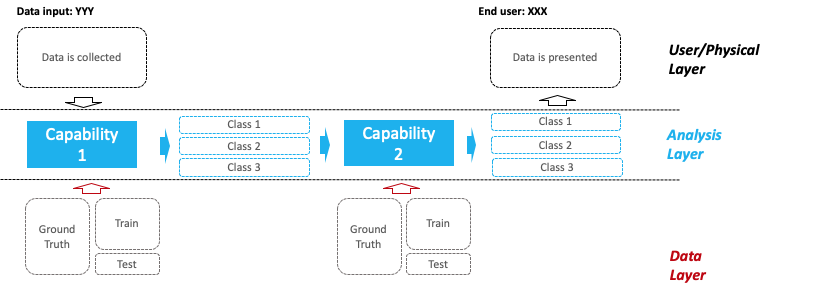 Data input: YYY
End user: XXX
Data is collected
Data is presented
User/Physical
Layer
Capability
1
Class 1
Class 2
Class 3
Capability
2
Class 1
Class 2
Class 3
Analysis
Layer
Ground
Truth
Train
Test
Ground
Truth
Train
Test
Data
Layer